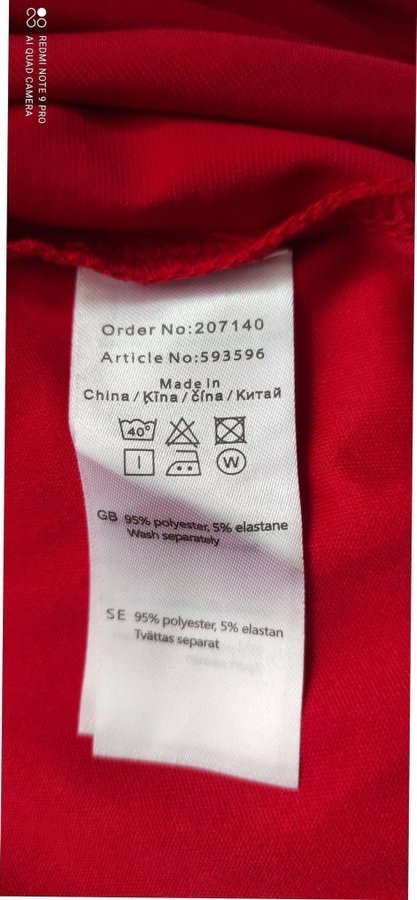 REDMI NOTE 9 PRO
AI QUAD CAMERA
Order No:207140
Article No:593596
Made in
China/Ķīna/čína/Китай
40°
W
GB 95% polyester, 5% elastane
Wash separately
SE 95% polyester, 5% elastan
Tvättas separat